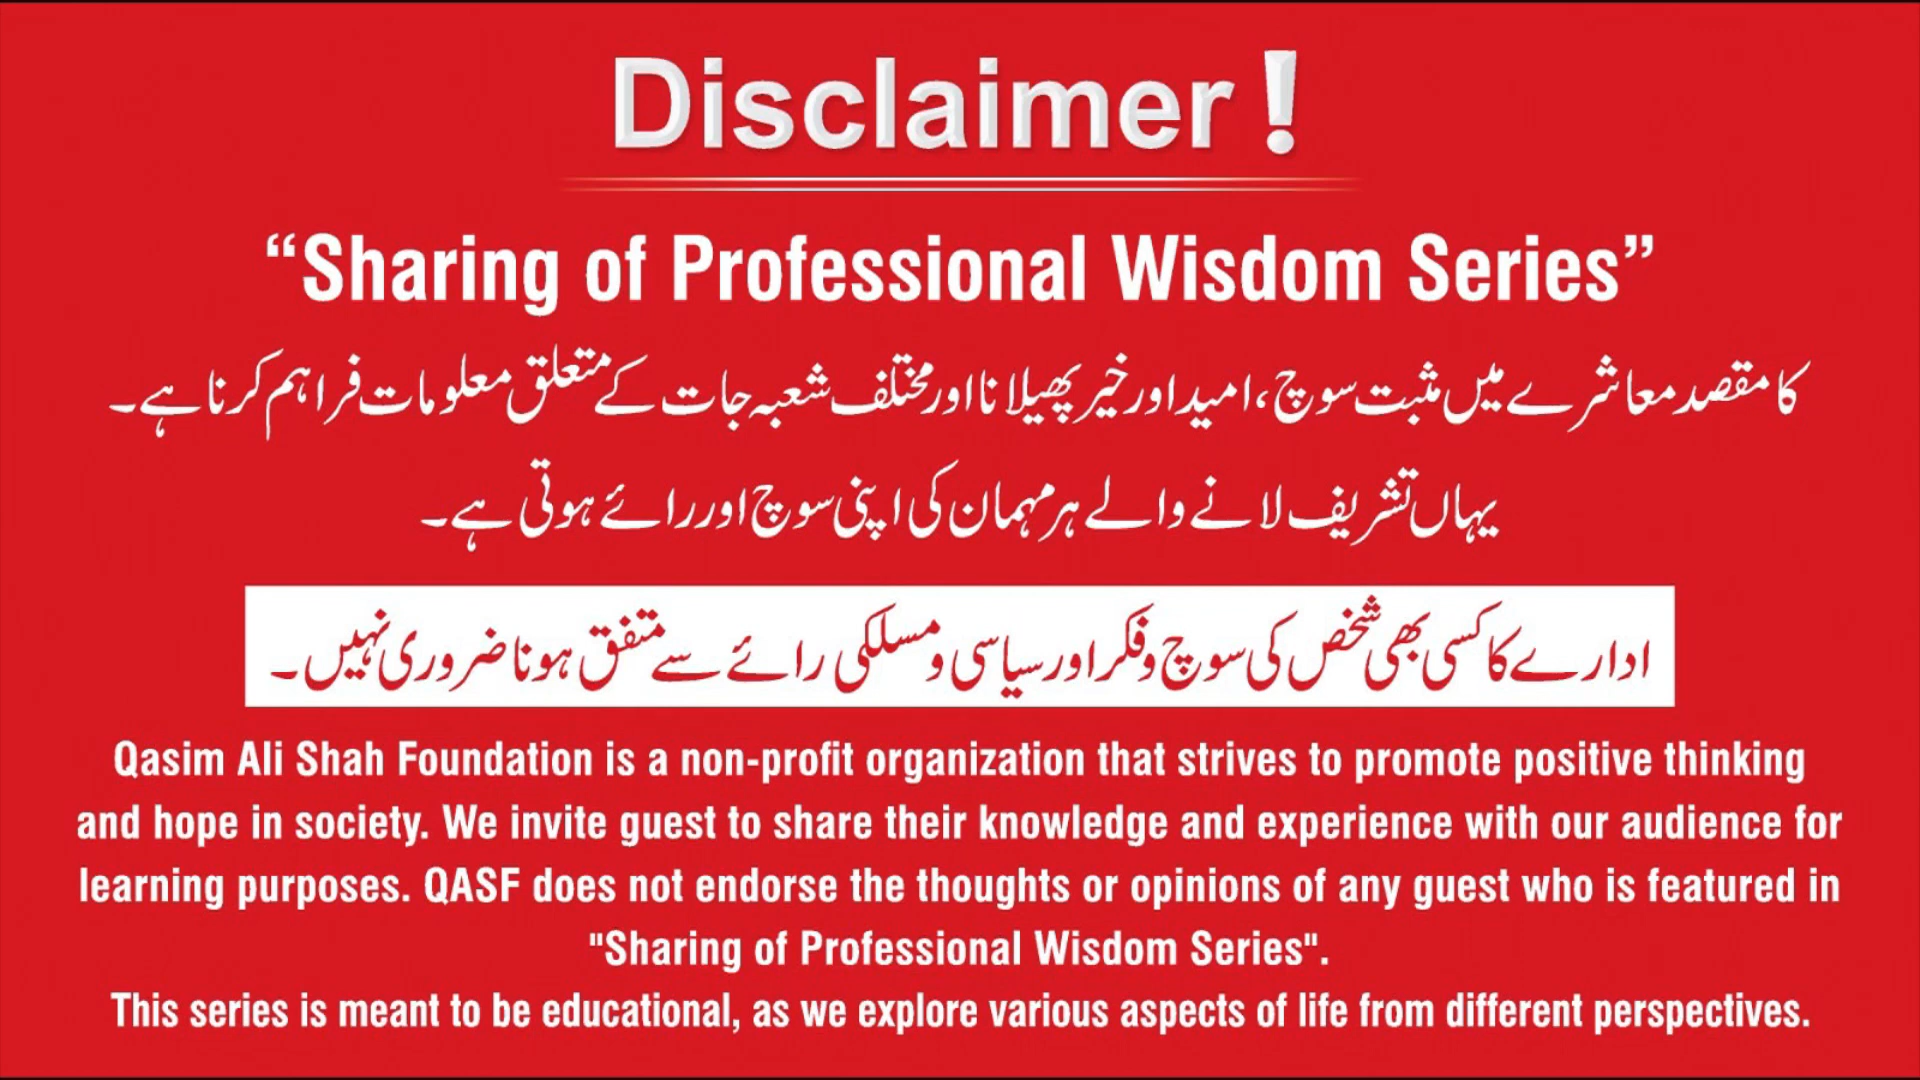 Disclaimer!
“Sharing of Professional Wisdom Series”
کا مقصد معاشرے میں مثبت سوچ، امید اور خیر پھیلانا اور مختلف شعبہ جات کے متعلق معلومات فراہم کرنا ہے۔
یہاں تشریف لانے والے ہر مہمان کی اپنی سوچ اور رائے ہوتی ہے۔
ادارے کا کسی بھی شخص کی سوچ و فکر اور سیاسی و مسلکی رائے سے متفق ہونا ضروری نہیں۔
Qasim Ali Shah Foundation is a non-profit organization that strives to promote positive thinking
and hope in society. We invite guest to share their knowledge and experience with our audience for
learning purposes. QASF does not endorse the thoughts or opinions of any guest who is featured in
"Sharing of Professional Wisdom Series".
This series is meant to be educational, as we explore various aspects of life from different perspectives.